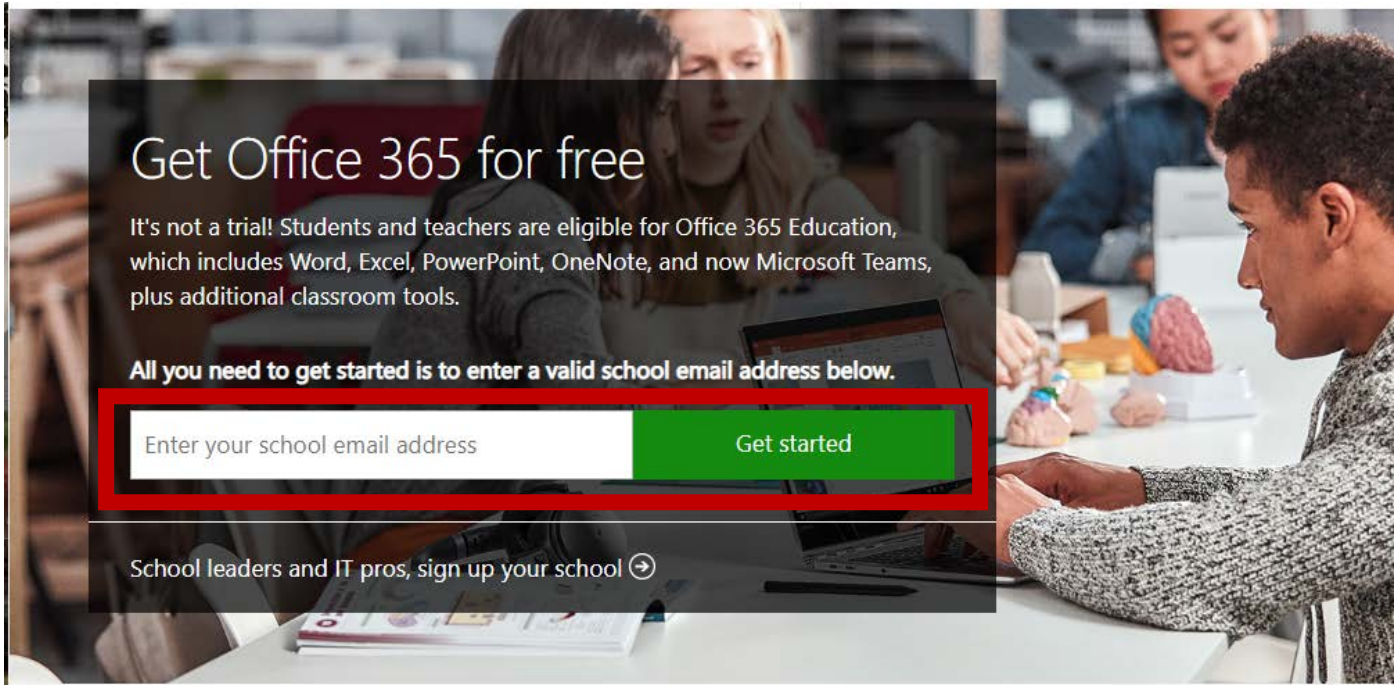 Get Office 365 for free
It's not a trial! Students and teachers are eligible for Office 365 Education,
which includes Word, Excel, PowerPoint, OneNote, and now Microsoft Teams,
plus additional classroom tools.
All you need to get started is to enter a valid school email address below.
Enter your school email address
Get started
School leaders and IT pros, sign up your school